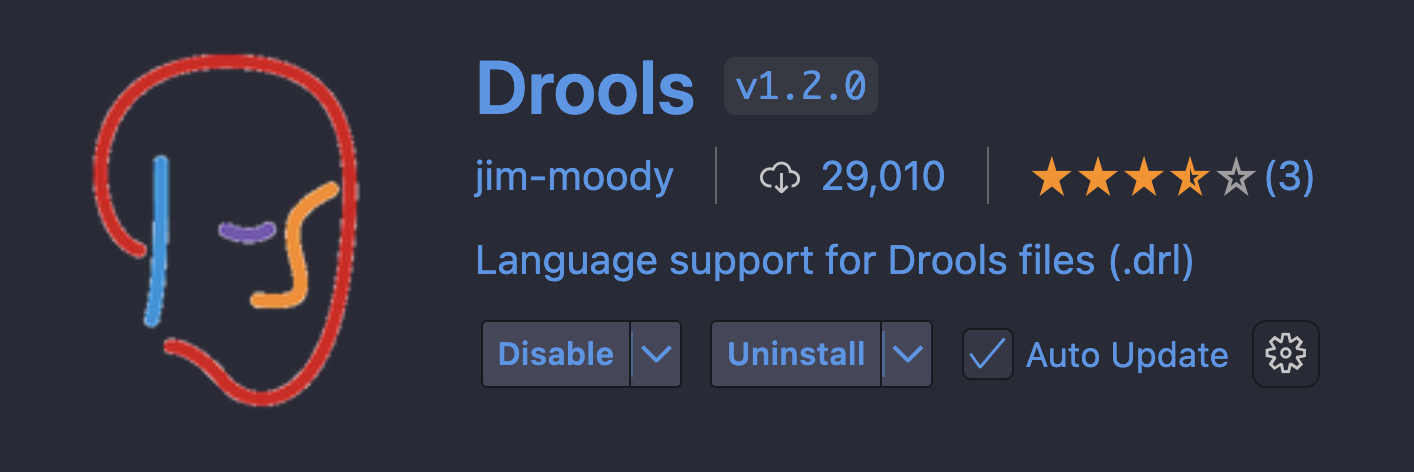 Drools v1.2.0
jim-moody 29,010 (3)
Language support for Drools files (.drl)
Disable Uninstall Auto Update